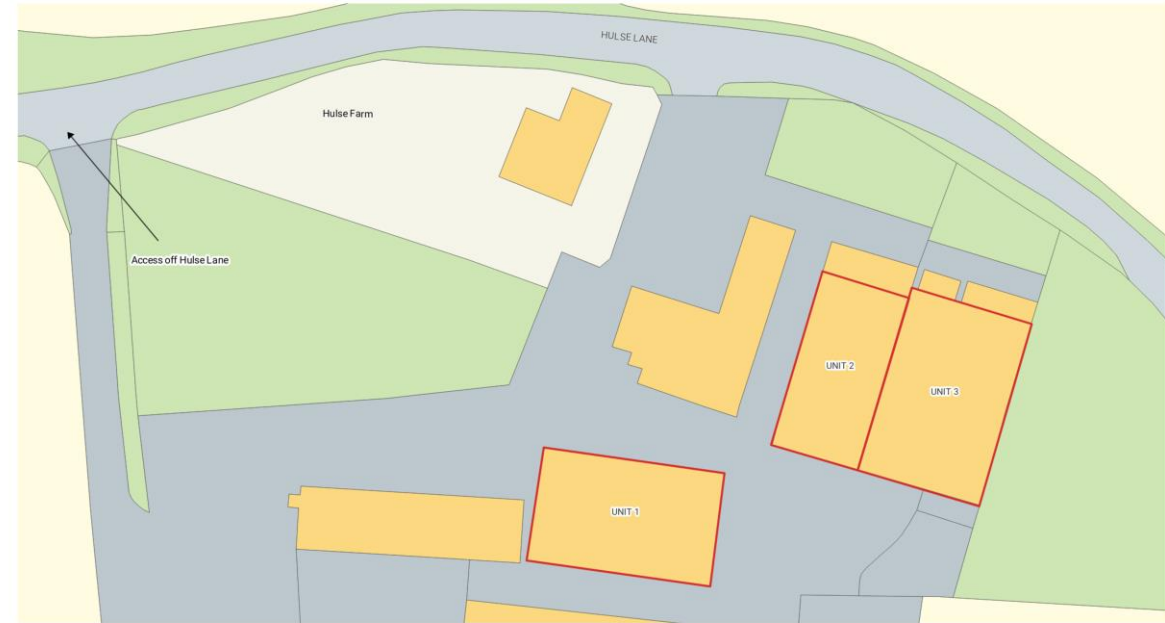 HULSE LANE
Hulse Farm
Access off Hulse Lane
UNIT 2
UNIT 3
UNIT 1